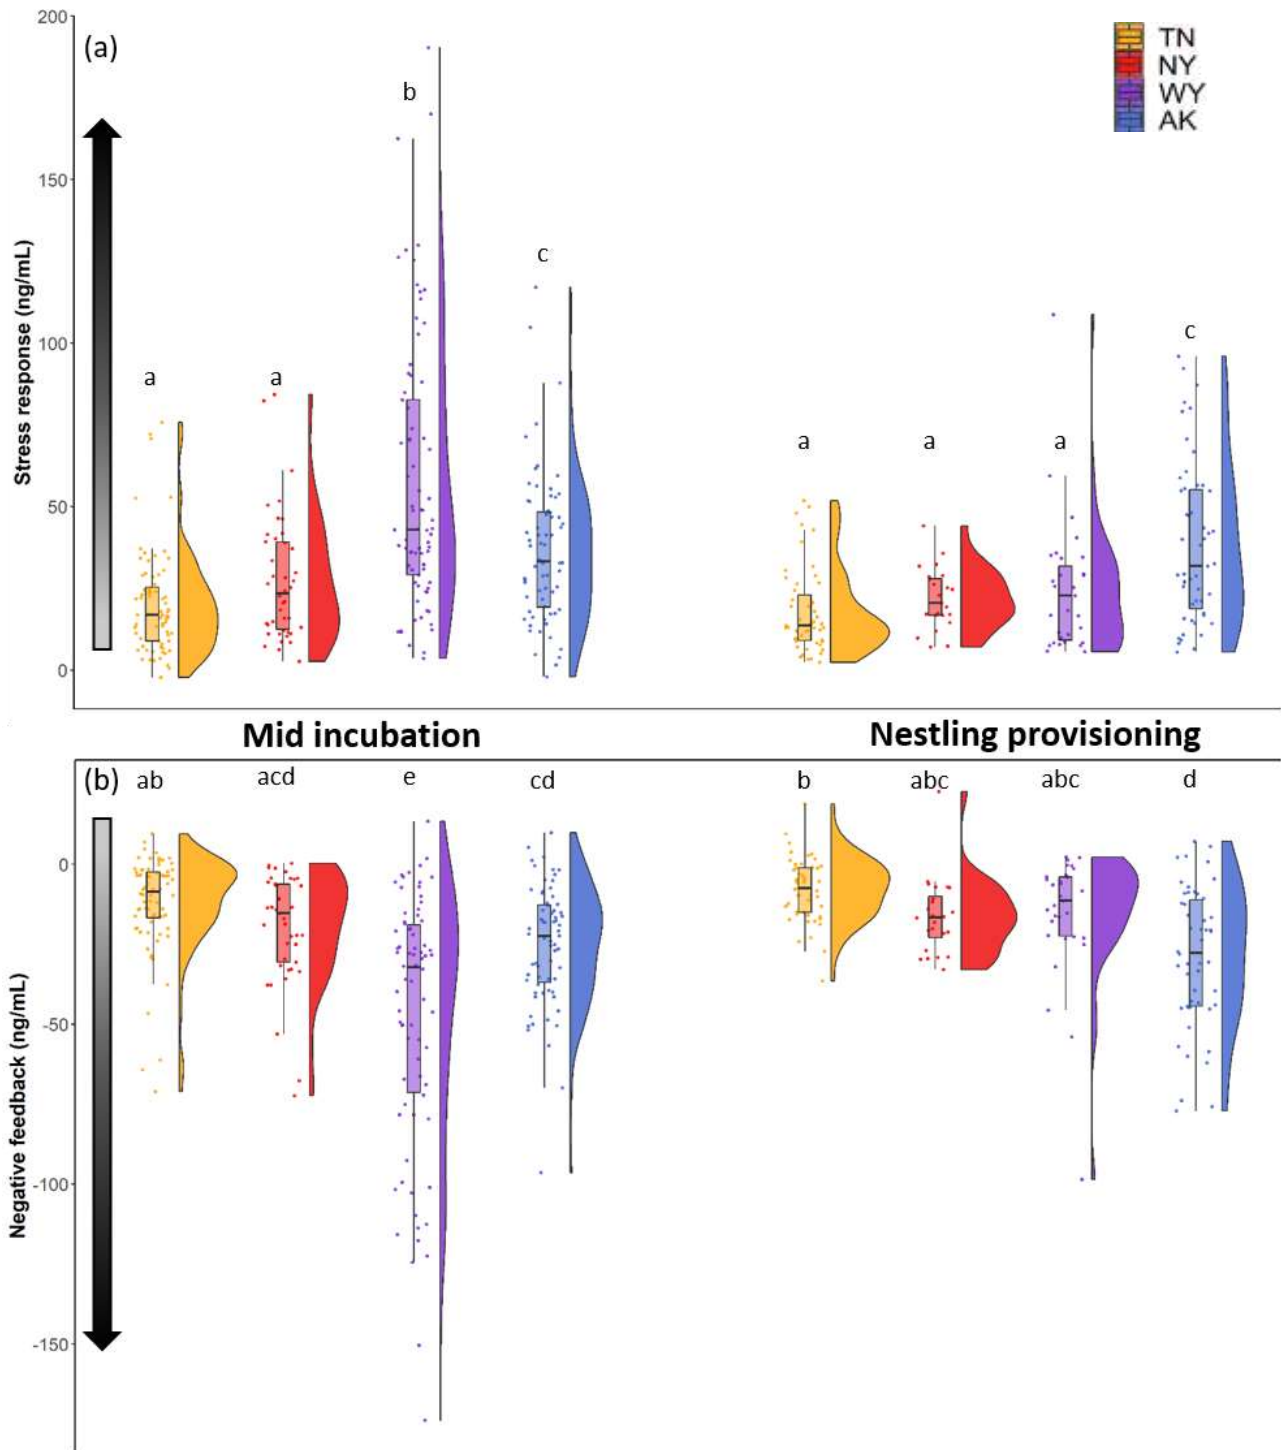 200
(a)
TN
NY
WY
AK
b
150
c
Stress response (ng/mL)
100
a
a
c
a
a
a
50
0
Mid incubation
Nestling provisioning
(b)
ab
acd
e
cd
b
abc
abc
d
0
-50
Negative feedback (ng/mL)
-100
-150